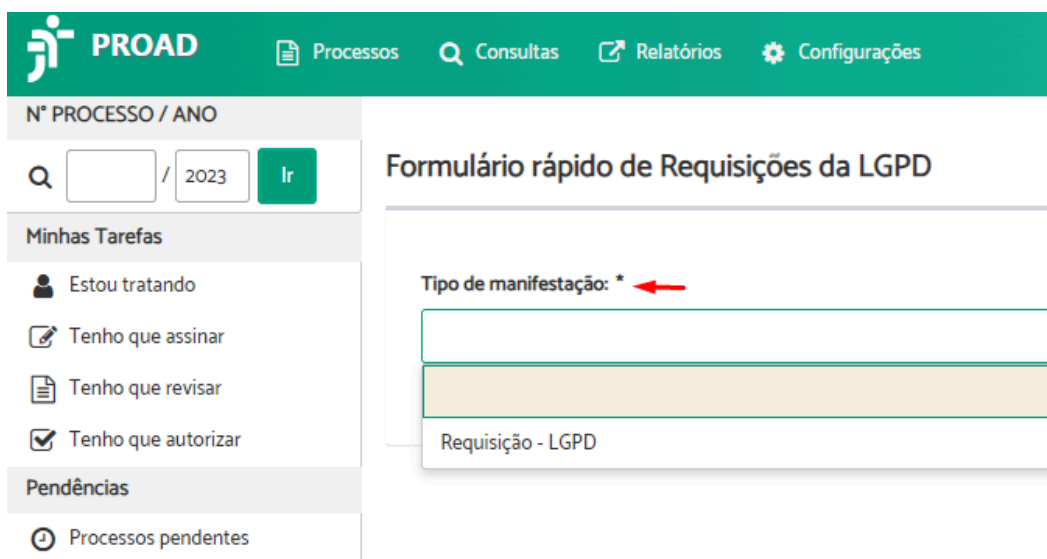 PROAD
Processos
Consultas
Relatórios
Configurações
N° PROCESSO / ANO
/ 2023 Ir
Minhas Tarefas
Estou tratando
Tenho que assinar
Tenho que revisar
Tenho que autorizar
Pendências
Processos pendentes
Formulário rápido de Requisições da LGPD
Tipo de manifestação: *
Requisição - LGPD